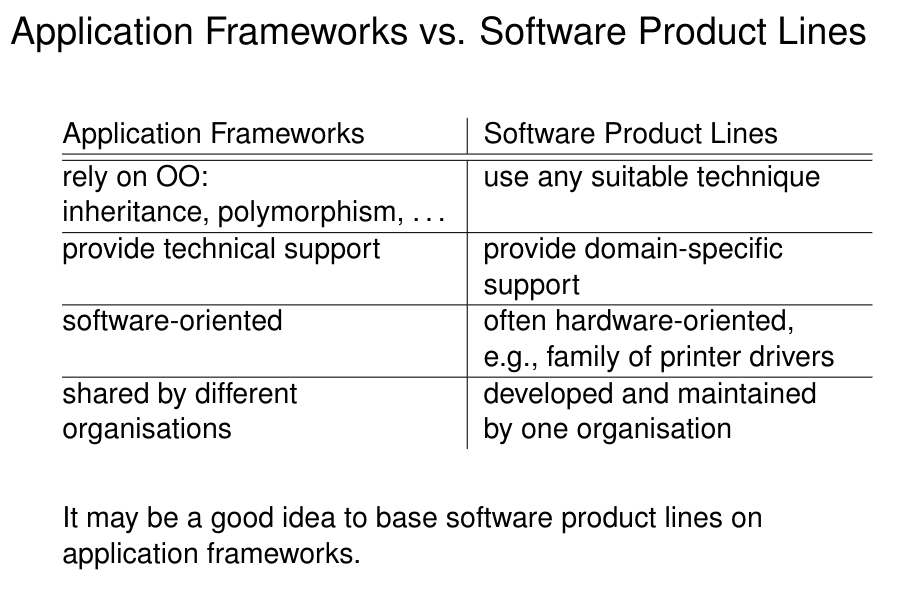 Application Frameworks vs. Software Product Lines
Application Frameworks
Software Product Lines
rely on OO:
inheritance, polymorphism, . . .
use any suitable technique
provide technical support
provide domain-specific
support
software-oriented
often hardware-oriented,
e.g., family of printer drivers
shared by different
organisations
developed and maintained
by one organisation
It may be a good idea to base software product lines on
application frameworks.